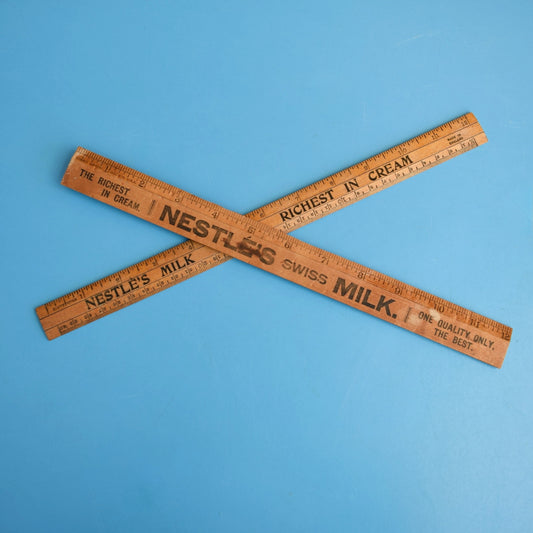 THE RICHEST
IN CREAM.
NESTLE'S SWISS MILK.
ONE QUALITY ONLY.
THE BEST.
NESTLE'S MILK
RICHEST IN CREAM